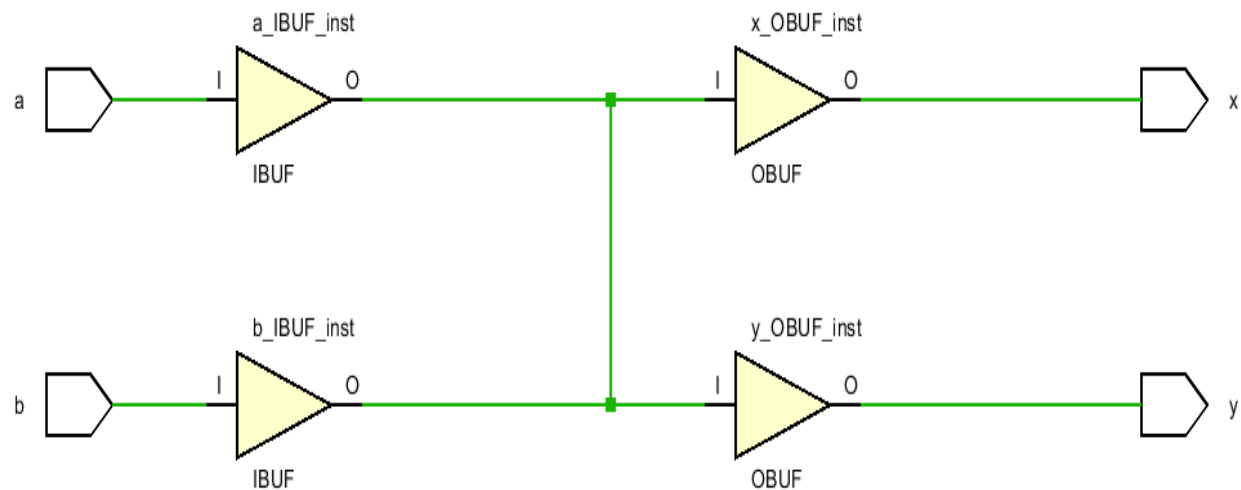 a_IBUF_inst x_OBUF_inst
a I O I O x
IBUF OBUF
b_IBUF_inst y_OBUF_inst
b I O I O y
IBUF OBUF